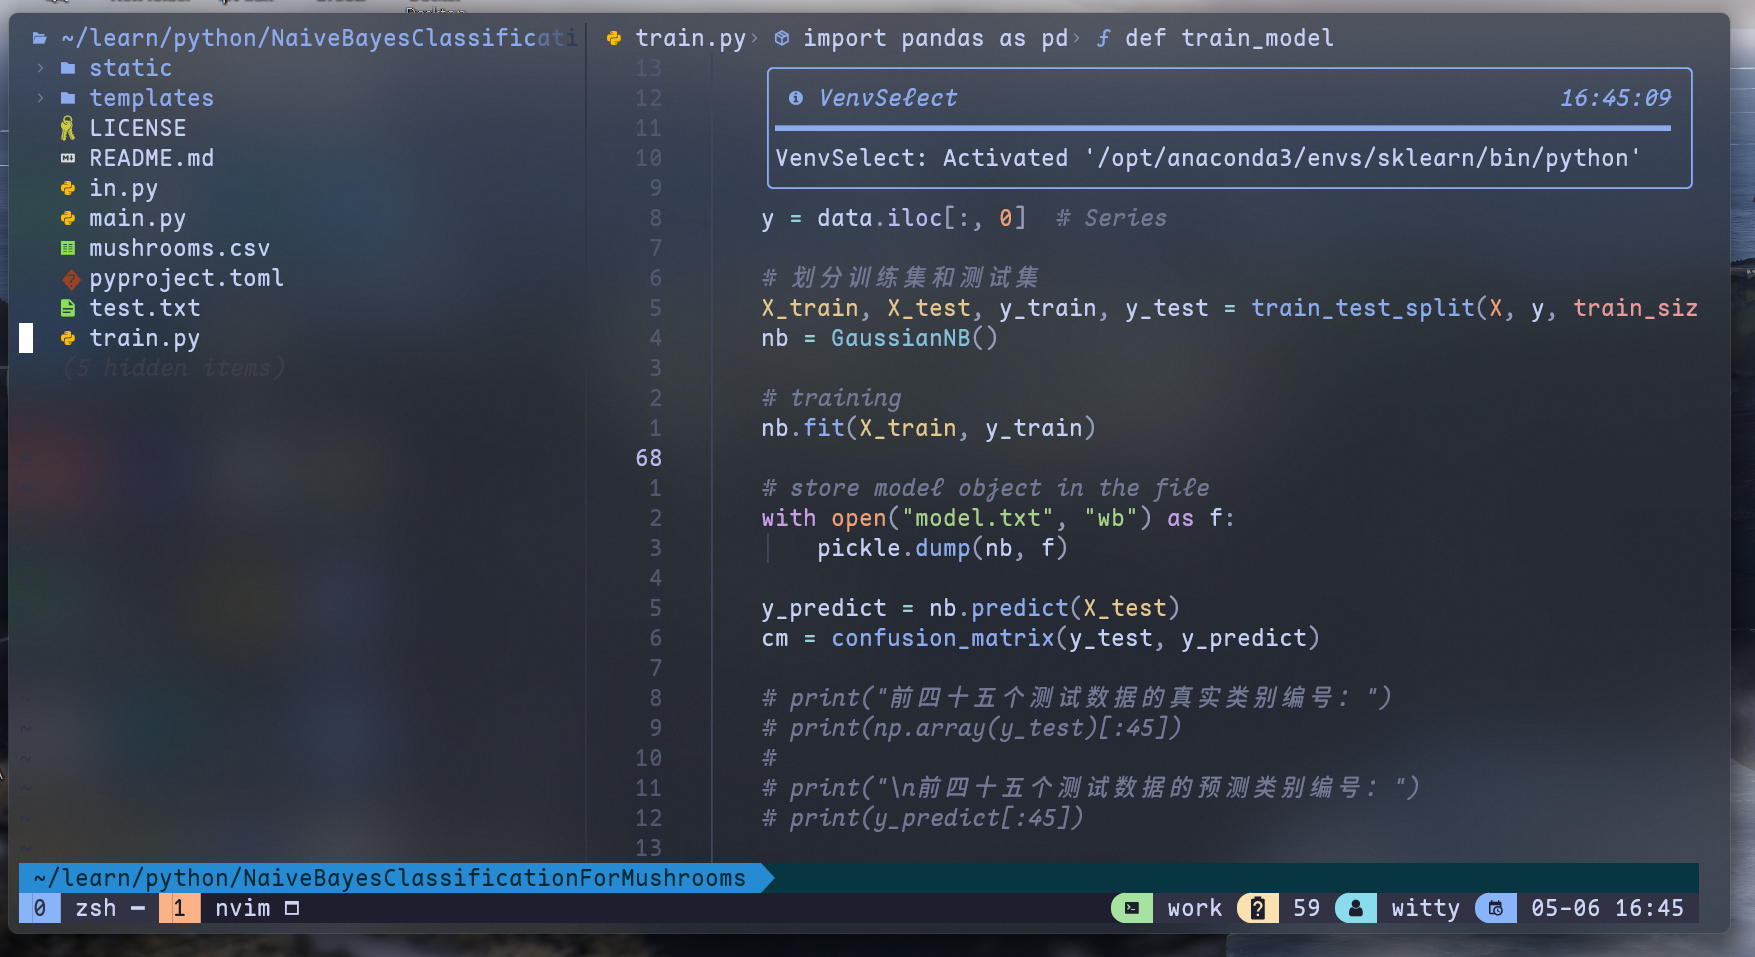 ~/learn/python/NaiveBayesClassificati
static
templates
LICENSE
README.md
in.py
main.py
mushrooms.csv
pyproject.toml
test.txt
train.py
(5 hidden items)
train.py › import pandas as pd › def train_model
13
12
11
10
9
VenvSelect 16:45:09
VenvSelect: Activated '/opt/anaconda3/envs/sklearn/bin/python'
8 y = data.iloc[:, 0]  # Series
7
6 # 划分训练集和测试集
5 X_train, X_test, y_train, y_test = train_test_split(X, y, train_siz
4 nb = GaussianNB()
3
2 # training
1 nb.fit(X_train, y_train)
68
1 # store model object in the file
2 with open("model.txt", "wb") as f:
3     pickle.dump(nb, f)
4
5 y_predict = nb.predict(X_test)
6 cm = confusion_matrix(y_test, y_predict)
7
8 # print("前四十五个测试数据的真实类别编号：")
9 # print(np.array(y_test)[:45])
10 #
11 # print("\n前四十五个测试数据的预测类别编号：")
12 # print(y_predict[:45])
13
~/learn/python/NaiveBayesClassificationForMushrooms
0 zsh - 1 nvim work 59 witty 05-06 16:45